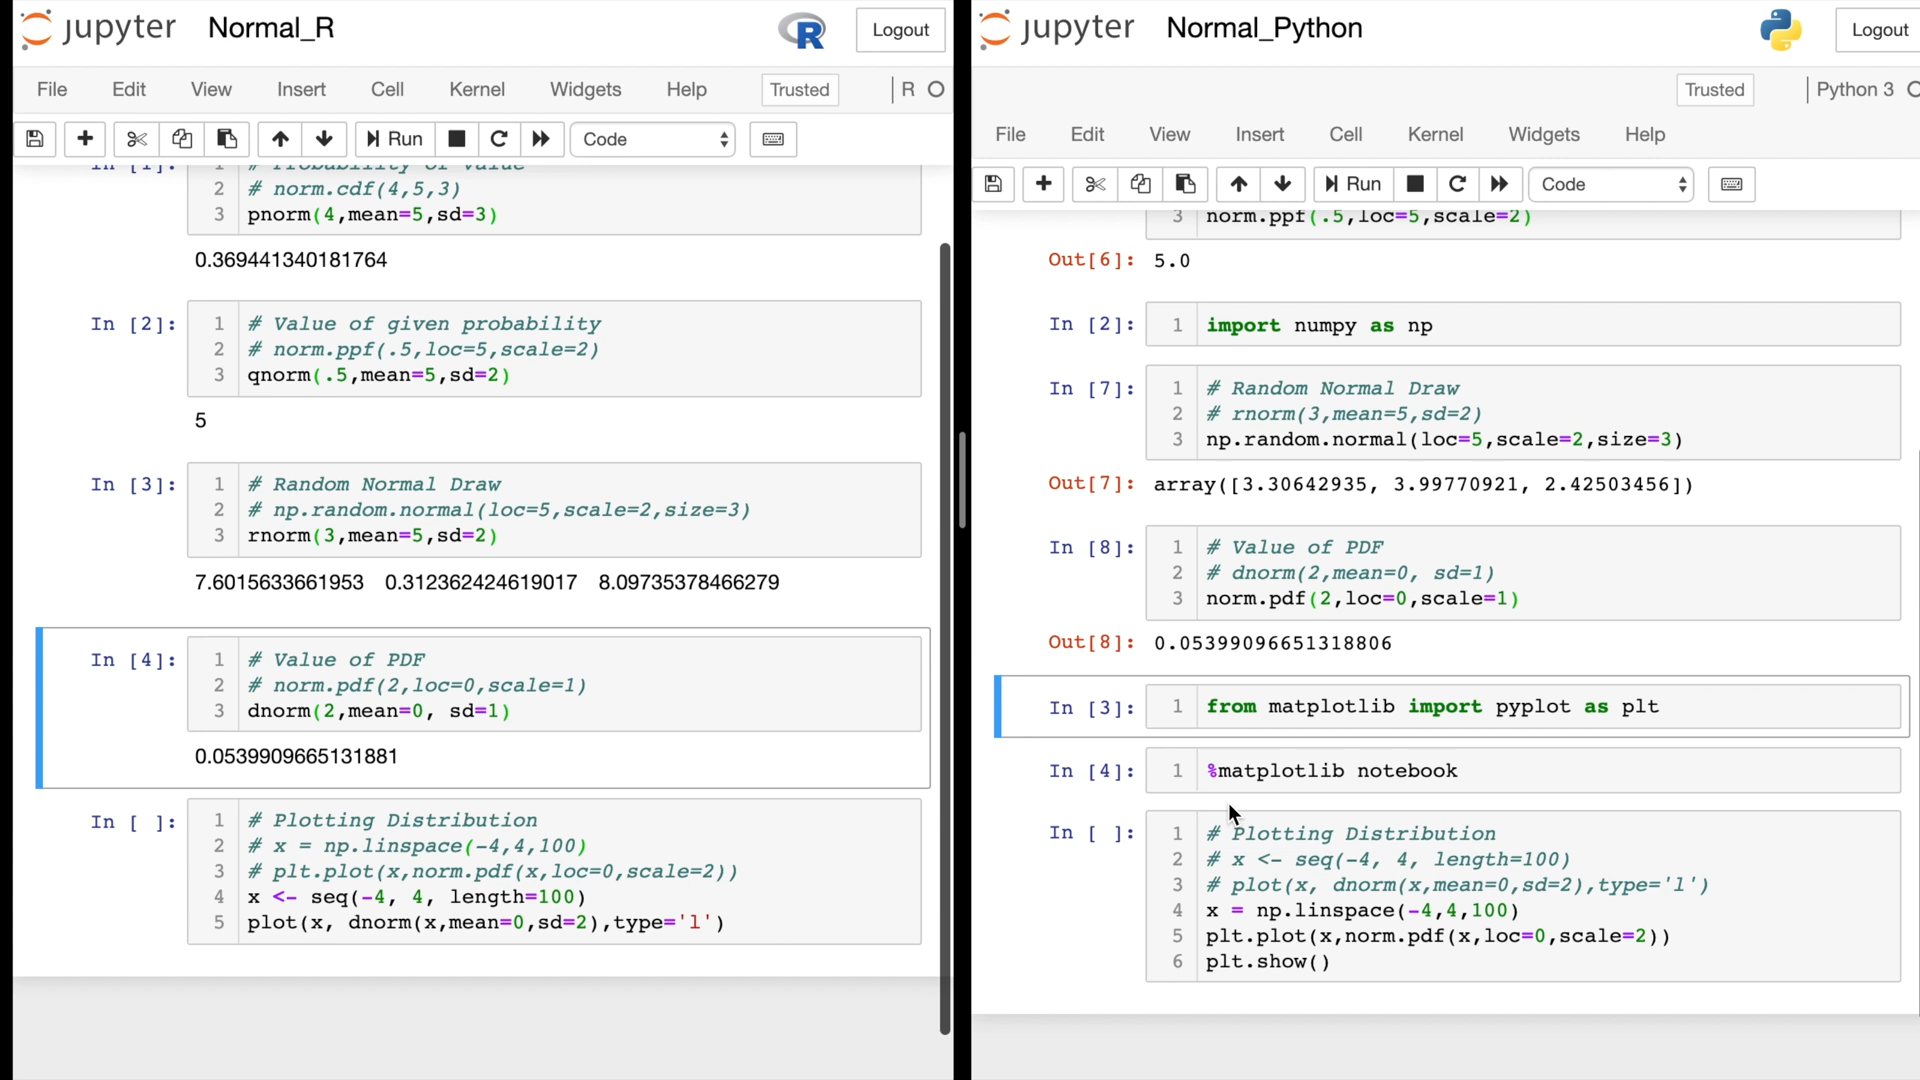 jupyter Normal_R
Logout
File Edit View Insert Cell Kernel Widgets Help Trusted R
Run Code
In [1]: 1 # Probability of value
2 # norm.cdf(4,5,3)
3 pnorm(4,mean=5,sd=3)
0.369441340181764
In [2]: 1 # Value of given probability
2 # norm.ppf(.5,loc=5,scale=2)
3 qnorm(.5,mean=5,sd=2)
5
In [3]: 1 # Random Normal Draw
2 # np.random.normal(loc=5,scale=2,size=3)
3 rnorm(3,mean=5,sd=2)
7.6015633661953 0.312362424619017 8.09735378466279
In [4]: 1 # Value of PDF
2 # norm.pdf(2,loc=0,scale=1)
3 dnorm(2,mean=0, sd=1)
0.0539909665131881
In [ ]: 1 # Plotting Distribution
2 # x = np.linspace(-4,4,100)
3 # plt.plot(x,norm.pdf(x,loc=0,scale=2))
4 x <- seq(-4, 4, length=100)
5 plot(x, dnorm(x,mean=0,sd=2),type='l')
jupyter Normal_Python
Logout
Trusted Python 3
File Edit View Insert Cell Kernel Widgets Help
Run Code
3 norm.ppf(.5,loc=5,scale=2)
Out[6]: 5.0
In [2]: 1 import numpy as np
In [7]: 1 # Random Normal Draw
2 # rnorm(3,mean=5,sd=2)
3 np.random.normal(loc=5,scale=2,size=3)
Out[7]: array([3.30642935, 3.99770921, 2.42503456])
In [8]: 1 # Value of PDF
2 # dnorm(2,mean=0, sd=1)
3 norm.pdf(2,loc=0,scale=1)
Out[8]: 0.05399096651318806
In [3]: 1 from matplotlib import pyplot as plt
In [4]: 1 %matplotlib notebook
In [ ]: 1 # Plotting Distribution
2 # x <- seq(-4, 4, length=100)
3 # plot(x, dnorm(x,mean=0,sd=2),type='l')
4 x = np.linspace(-4,4,100)
5 plt.plot(x,norm.pdf(x,loc=0,scale=2))
6 plt.show()